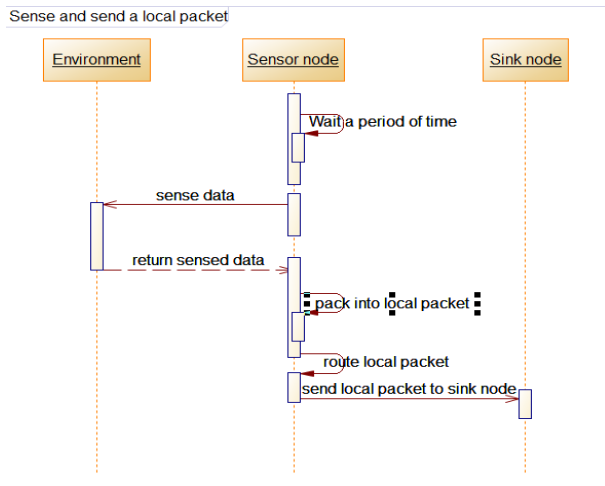 Sense and send a local packet
Environment
Sensor node
Sink node
Wait a period of time
sense data
return sensed data
pack into local packet
route local packet
send local packet to sink node